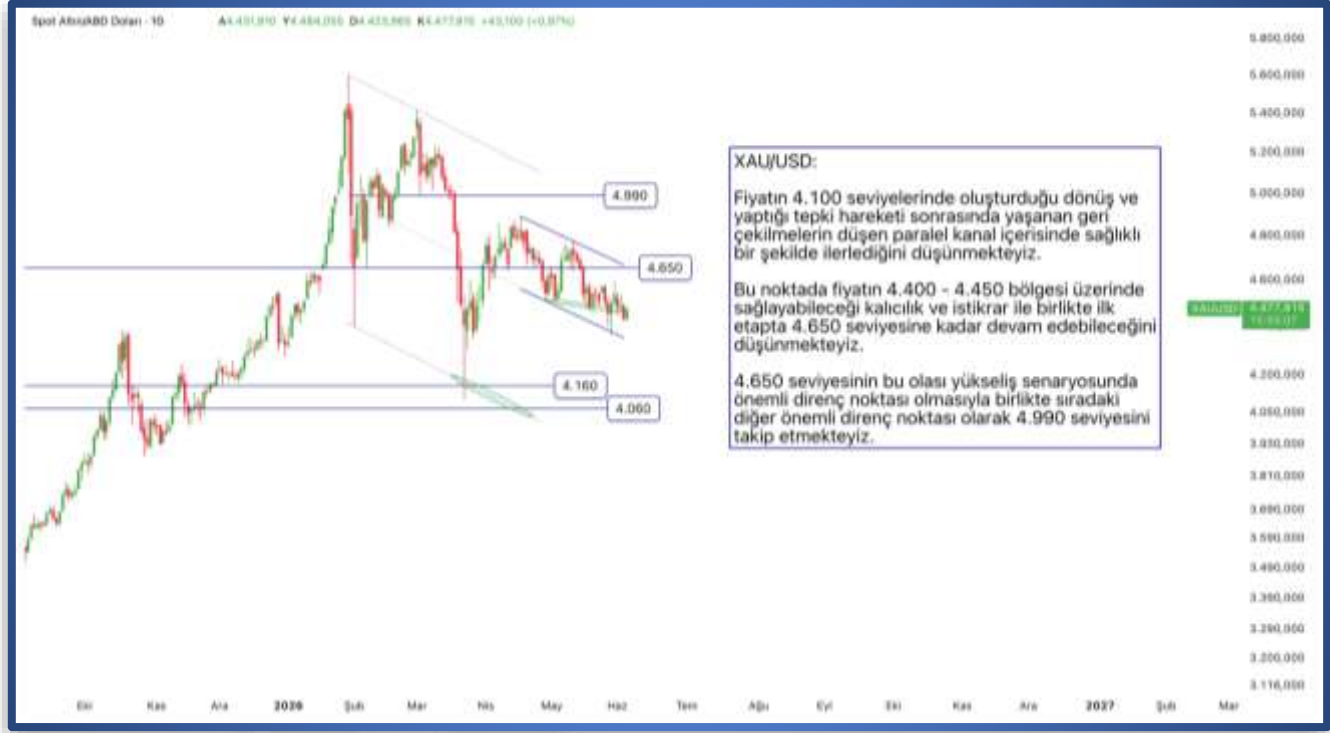 Spot Altın/ABD Doları · 1G
XAU/USD:
Fiyatın 4.100 seviyelerinde oluşturduğu dönüş ve
yaptığı tepki hareketi sonrasında yaşanan geri
çekilmelerin düşen paralel kanal içerisinde sağlıklı
bir şekilde ilerlediğini düşünmekteyiz.
Bu noktada fiyatın 4.400 - 4.450 bölgesi üzerinde
sağlayabileceği kalıcılık ve istikrar ile birlikte ilk
etapta 4.650 seviyesine kadar devam edebileceğini
düşünmekteyiz.
4.650 seviyesinin bu olası yükseliş senaryosunda
önemli direnç noktası olmasıyla birlikte sıradaki
diğer önemli direnç noktası olarak 4.990 seviyesini
takip etmekteyiz.
4.990
4.650
4.160
4.060
5.800,000
5.600,000
5.400,000
5.200,000
5.000,000
4.800,000
4.600,000
XAUUSD 4.477,815
4.200,000
4.050,000
3.930,000
3.810,000
3.690,000
3.590,000
3.490,000
3.390,000
3.290,000
3.200,000
3.116,000
Eki Kas Ara 2026 Şub Mar Nis May Haz Tem Ağu Eyl Eki Kas Ara 2027 Şub Mar